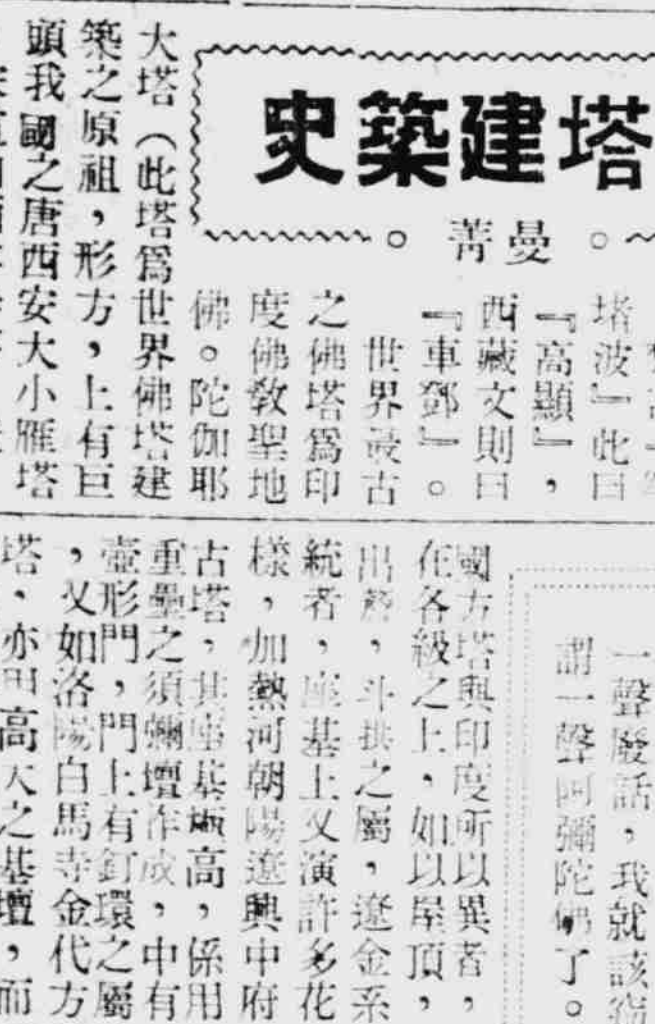 塔建築史
曼菁
塔波』此曰
『高顯』，
西藏文則曰
『車鄧』。
世界最古
之佛塔爲印
度佛敎聖地
佛。陀伽耶
大塔（此塔爲世界佛塔建
築之原祖，形方，上有巨
頭我國之唐西安大小雁塔
一聲廢話，我就該
謂一聲阿彌陀佛了。
國方塔與印度所以異者，
在各級之上，如以屋頂，
出簷，斗拱之屬，遼金系
統者，座基上又演許多花
樣，加熱河朝陽遼興中府
古塔，其座基極高，係用
重疊之須彌壇作成，中有
壼形門，門上有釘環之屬
，又如洛陽白馬寺金代方
塔，亦用高大之基壇，而